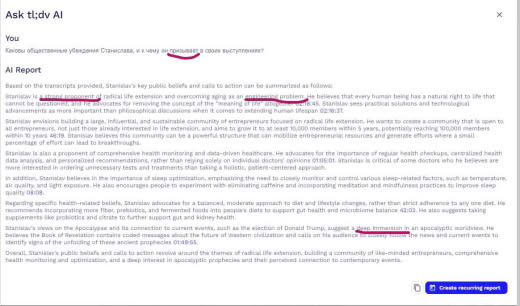 Ask tl;dv AI
You
Каковы общественные убеждения Станислава, и к чему он призывает в своих выступлениях?
AI Report
Based on the transcripts provided, Stanislav's key public beliefs and calls to action can be summarized as follows:
Stanislav is a strong proponent of radical life extension and overcoming aging as an engineering problem. He believes that every human being has a natural right to life that
cannot be questioned, and he advocates for removing the concept of the "meaning of life" altogether 02:16:45. Stanislav sees practical solutions and technological
advancements as more important than philosophical discussions when it comes to extending human lifespan 02:16:37.
Stanislav envisions building a large, influential, and sustainable community of entrepreneurs focused on radical life extension. He wants to create a community that is open to
all entrepreneurs, not just those already interested in life extension, and aims to grow it to at least 10,000 members within 5 years, potentially reaching 100,000 members
within 10 years 46:19. Stanislav believes this community can be a powerful structure that can mobilize entrepreneurial resources and generate efforts where a small
percentage of effort can lead to breakthroughs.
Stanislav is also a proponent of comprehensive health monitoring and data-driven healthcare. He advocates for the importance of regular health checkups, centralized health
data analysis, and personalized recommendations, rather than relying solely on individual doctors' opinions 01:05:01. Stanislav is critical of some doctors who he believes are
more interested in ordering unnecessary tests and treatments than taking a holistic, patient-centered approach.
In addition, Stanislav believes in the importance of sleep optimization, emphasizing the need to closely monitor and control various sleep-related factors, such as temperature,
air quality, and light exposure. He also encourages people to experiment with eliminating caffeine and incorporating meditation and mindfulness practices to improve sleep
quality 09:09.
Regarding specific health-related beliefs, Stanislav advocates for a balanced, moderate approach to diet and lifestyle changes, rather than strict adherence to any one diet. He
recommends incorporating more fiber, prebiotics, and fermented foods into people's diets to support gut health and microbiome balance 42:03. He also suggests taking
supplements like probiotics and citrate to further support gut and kidney health.
Stanislav's views on the Apocalypse and its connection to current events, such as the election of Donald Trump, suggest a deep immersion in an apocalyptic worldview. He
believes the Book of Revelation contains coded messages about the future of Western civilization and calls on its audience to closely follow the news and current events to
identify signs of the unfolding of these ancient prophecies 01:49:55.
Overall, Stanislav's public beliefs and calls to action revolve around the themes of radical life extension, building a community of like-minded entrepreneurs, comprehensive
health monitoring and optimization, and a deep interest in apocalyptic prophecies and their perceived connection to contemporary events.
Create recurring report